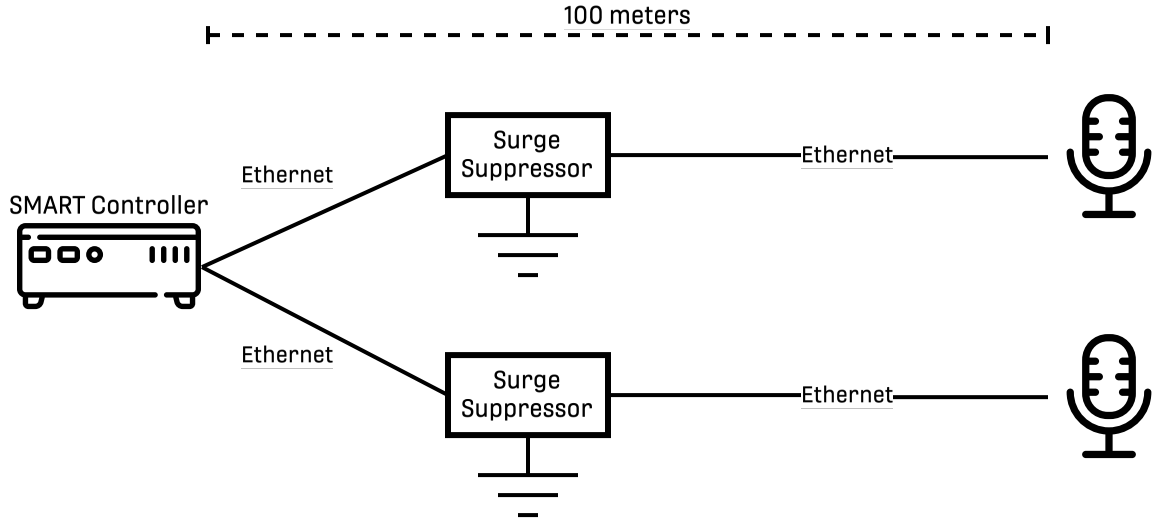 100 meters
Surge
Suppressor
Ethernet
Ethernet
SMART Controller
Ethernet
Surge
Suppressor
Ethernet